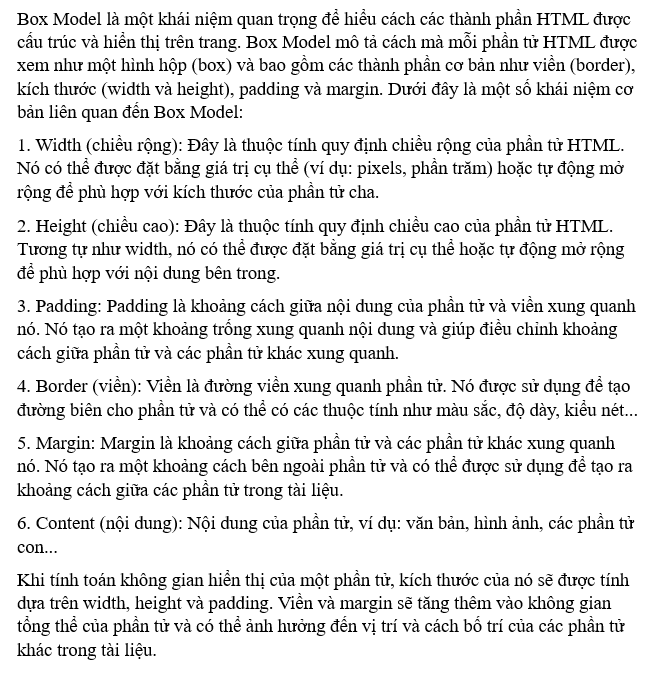 Box Model là một khái niệm quan trọng để hiểu cách các thành phần HTML được
cấu trúc và hiển thị trên trang. Box Model mô tả cách mà mỗi phần tử HTML được
xem như một hình hộp (box) và bao gồm các thành phần cơ bản như viền (border),
kích thước (width và height), padding và margin. Dưới đây là một số khái niệm cơ
bản liên quan đến Box Model:
1. Width (chiều rộng): Đây là thuộc tính quy định chiều rộng của phần tử HTML.
Nó có thể được đặt bằng giá trị cụ thể (ví dụ: pixels, phần trăm) hoặc tự động mở
rộng để phù hợp với kích thước của phần tử cha.
2. Height (chiều cao): Đây là thuộc tính quy định chiều cao của phần tử HTML.
Tương tự như width, nó có thể được đặt bằng giá trị cụ thể hoặc tự động mở rộng
để phù hợp với nội dung bên trong.
3. Padding: Padding là khoảng cách giữa nội dung của phần tử và viền xung quanh
nó. Nó tạo ra một khoảng trống xung quanh nội dung và giúp điều chỉnh khoảng
cách giữa phần tử và các phần tử khác xung quanh.
4. Border (viền): Viền là đường viền xung quanh phần tử. Nó được sử dụng để tạo
đường biên cho phần tử và có thể có các thuộc tính như màu sắc, độ dày, kiểu nét...
5. Margin: Margin là khoảng cách giữa phần tử và các phần tử khác xung quanh
nó. Nó tạo ra một khoảng cách bên ngoài phần tử và có thể được sử dụng để tạo ra
khoảng cách giữa các phần tử trong tài liệu.
6. Content (nội dung): Nội dung của phần tử, ví dụ: văn bản, hình ảnh, các phần tử
con...
Khi tính toán không gian hiển thị của một phần tử, kích thước của nó sẽ được tính
dựa trên width, height và padding. Viền và margin sẽ tăng thêm vào không gian
tổng thể của phần tử và có thể ảnh hưởng đến vị trí và cách bố trí của các phần tử
khác trong tài liệu.